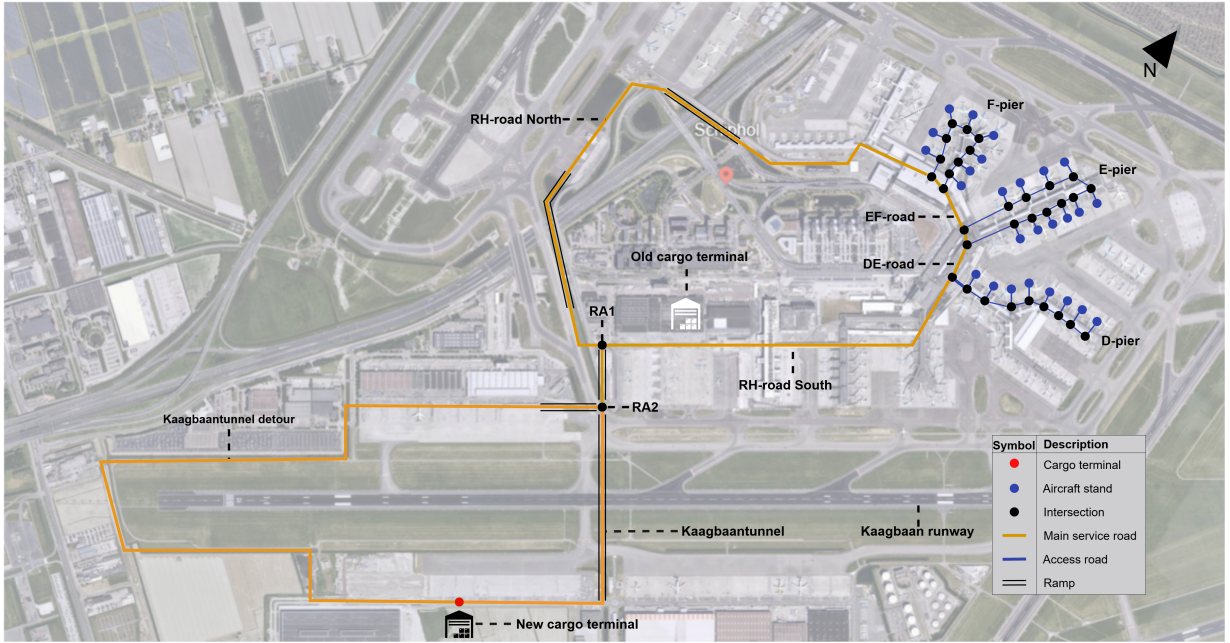 N
F-pier
RH-road North
Schiphol
E-pier
EF-road
Old cargo terminal
DE-road
RA1
D-pier
RH-road South
RA2
Kaagbaantunnel detour
Symbol Description
Cargo terminal
Aircraft stand
Intersection
Kaagbaantunnel
Kaagbaan runway
Main service road
Access road
Ramp
New cargo terminal